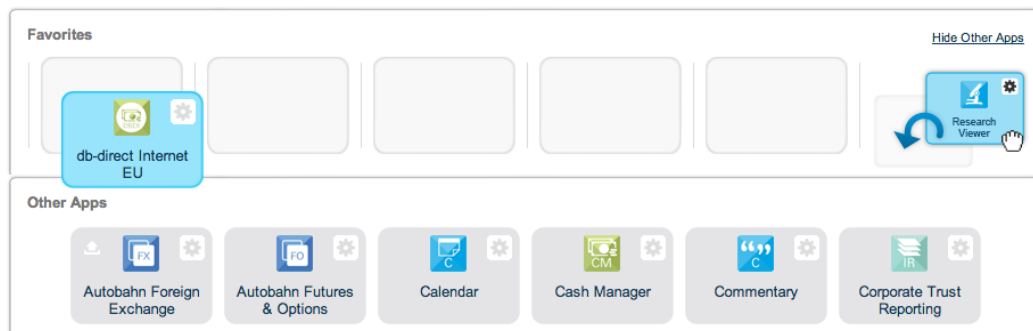 Favorites
Hide Other Apps
db-direct Internet
EU
Research
Viewer
Other Apps
FX
Autobahn Foreign
Exchange
FO
Autobahn Futures
& Options
C
Calendar
CM
Cash Manager
C
Commentary
IR
Corporate Trust
Reporting